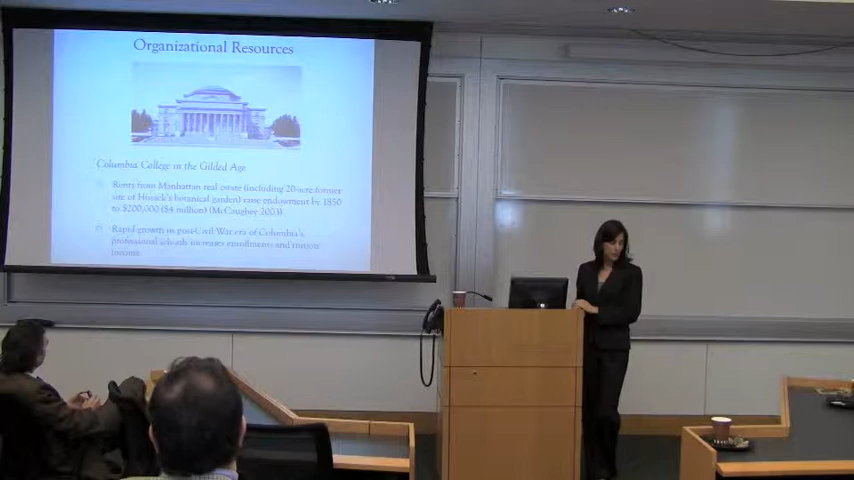 Organizational Resources
Columbia College in the Gilded Age
Rents from Manhattan real estate (including 20-acre former
site of Hosack's botanical garden) raise endowment by 1850
to $200,000 ($4 million) (McCaughey 2003)
Rapid growth in post-Civil War era of Columbia's
professional schools increases enrollments and tuition
income